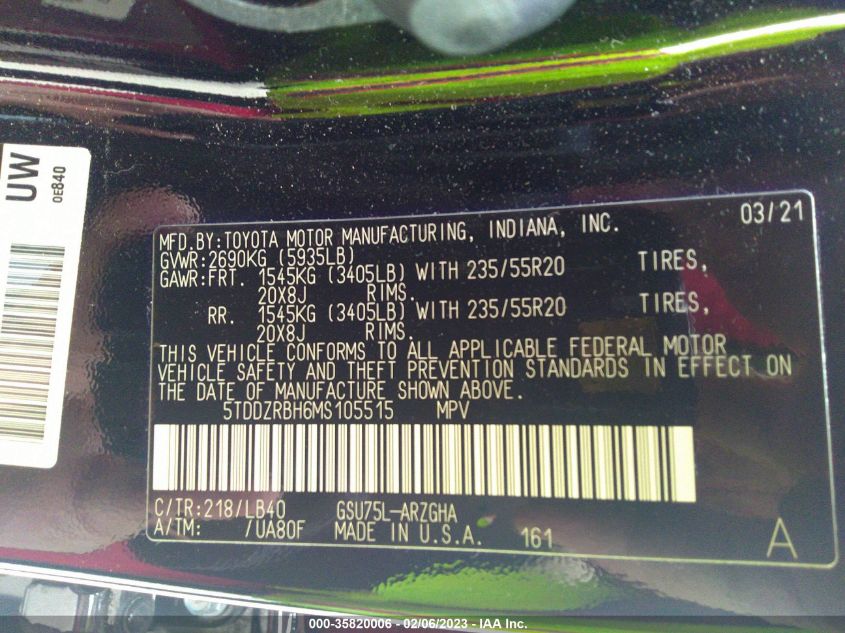 UW
0E840
03/21
MFD.BY:TOYOTA MOTOR MANUFACTURING, INDIANA, INC.
GVWR:2690KG (5935LB)
GAWR:FRT. 1545KG (3405LB) WITH 235/55R20 TIRES,
20X8J RIMS.
RR. 1545KG (3405LB) WITH 235/55R20 TIRES,
20X8J RIMS.
THIS VEHICLE CONFORMS TO ALL APPLICABLE FEDERAL MOTOR
VEHICLE SAFETY AND THEFT PREVENTION STANDARDS IN EFFECT ON
THE DATE OF MANUFACTURE SHOWN ABOVE.
5TDDZRBH6MS105515 MPV
C/TR:218/LB40 GSU75L-ARZGHA
A/TM: /UA80F MADE IN U.S.A. 161 A
000-35820006 - 02/06/2023 - IAA Inc.